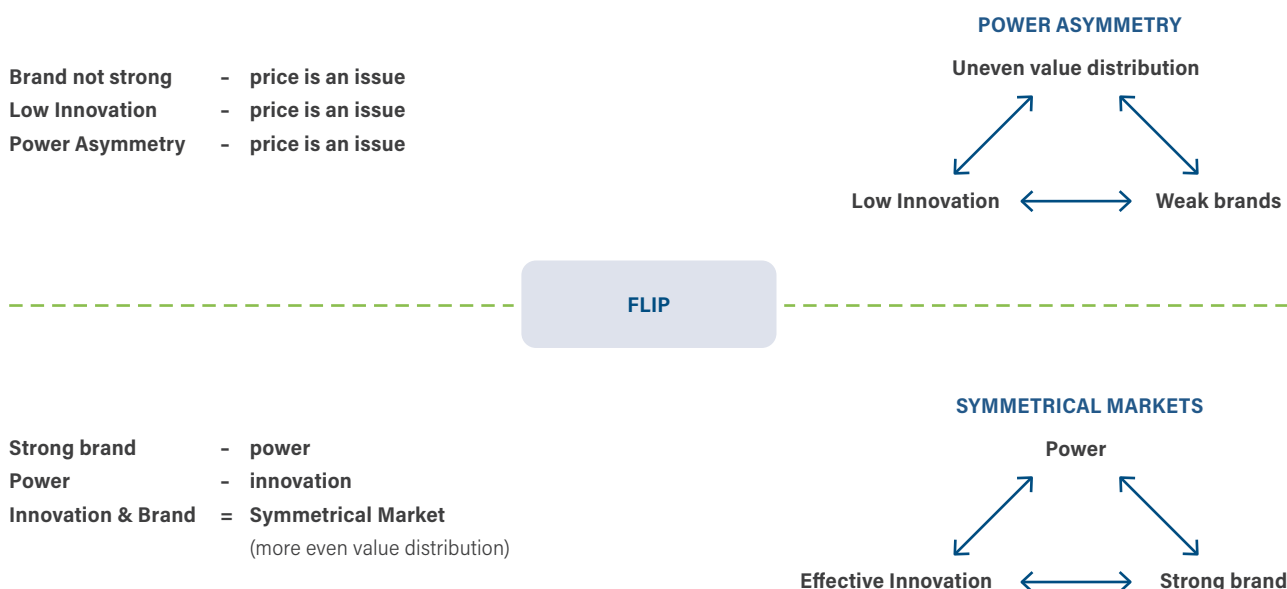 POWER ASYMMETRY
Uneven value distribution
Brand not strong - price is an issue
Low Innovation - price is an issue
Power Asymmetry - price is an issue
Low Innovation
Weak brands
FLIP
SYMMETRICAL MARKETS
Power
Strong brand - power
Power - innovation
Innovation & Brand = Symmetrical Market
(more even value distribution)
Effective Innovation
Strong brand